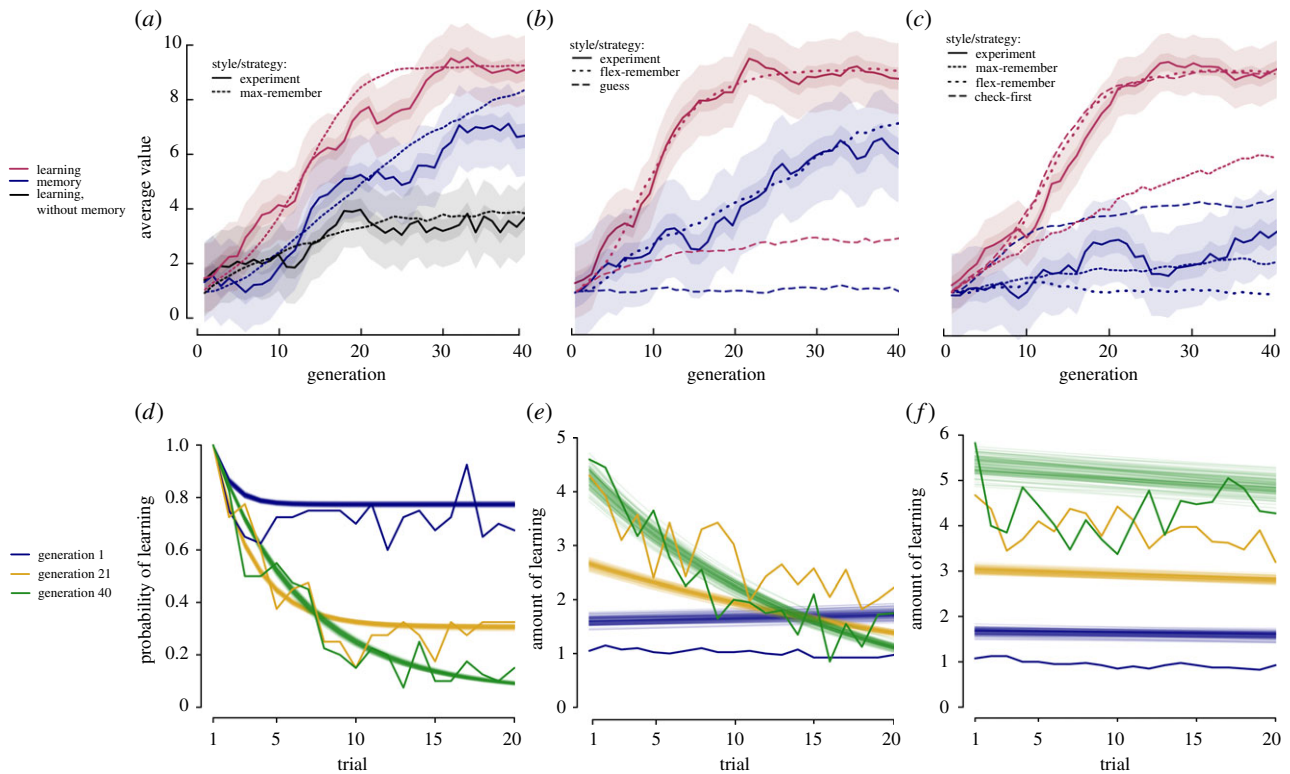 (a)
(b)
(c)
10
8
6
4
2
0
average value
style/strategy:
experiment
max-remember
style/strategy:
experiment
flex-remember
guess
style/strategy:
experiment
max-remember
flex-remember
check-first
learning
memory
learning,
without memory
0 10 20 30 40
generation
0 10 20 30 40
generation
0 10 20 30 40
generation
(d)
(e)
(f)
1.0
0.8
0.6
0.4
0.2
0
probability of learning
5
4
3
2
1
0
amount of learning
6
5
4
3
2
1
0
amount of learning
generation 1
generation 21
generation 40
1 5 10 15 20
trial
1 5 10 15 20
trial
1 5 10 15 20
trial